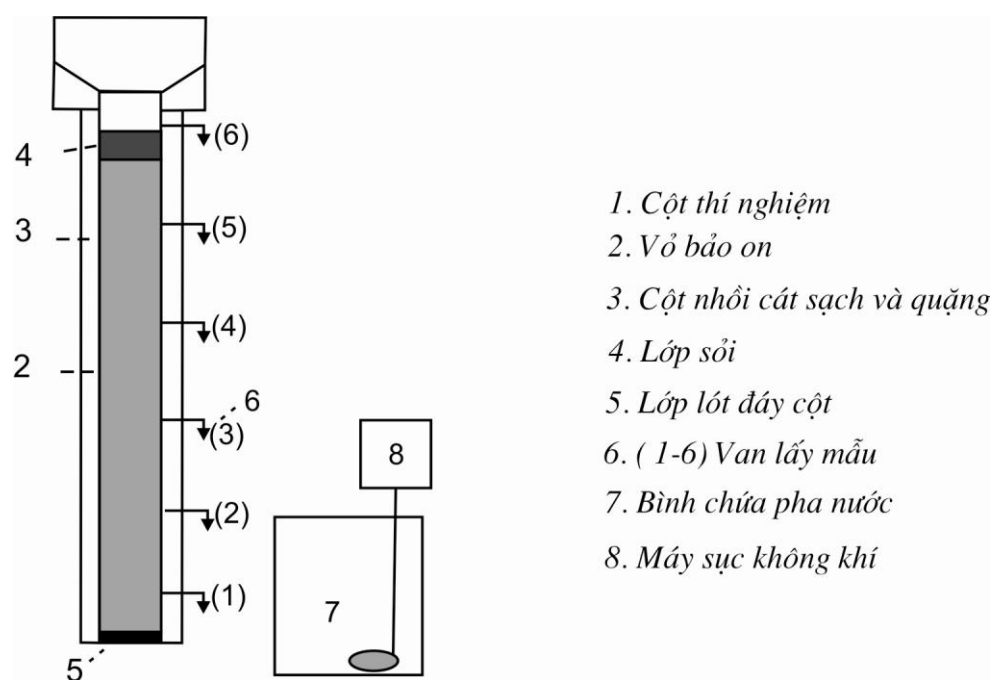 (6)
4
(5)
3
(4)
2
6
(3)
8
(2)
(1)
7
5
1. Cột thí nghiệm
2. Vỏ bảo on
3. Cột nhồi cát sạch và quặng
4. Lớp sỏi
5. Lớp lót đáy cột
6. ( 1-6) Van lấy mẫu
7. Bình chứa pha nước
8. Máy sục không khí